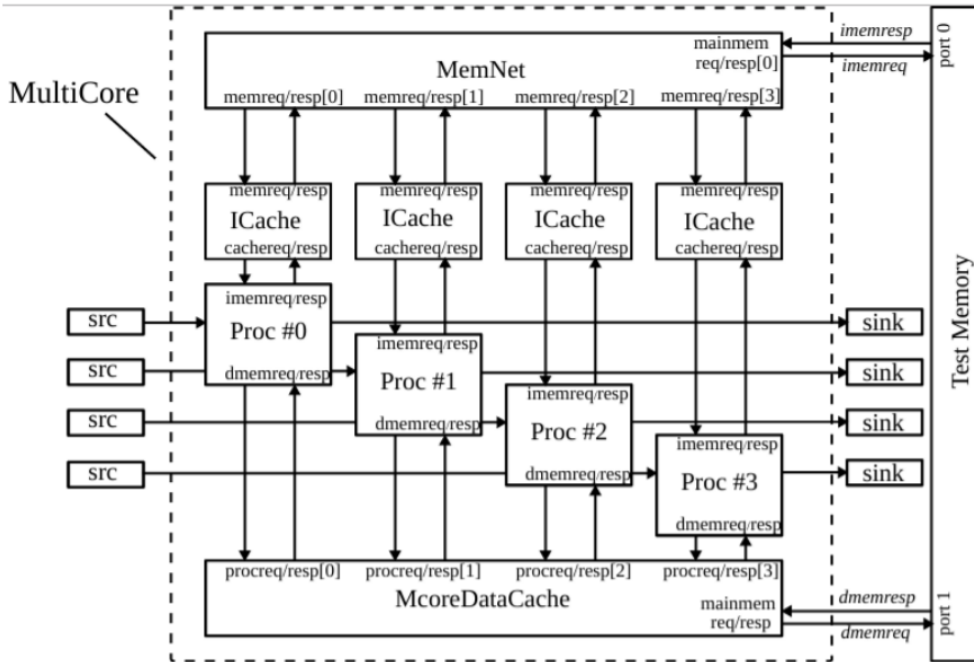 MultiCore
MemNet
mainmem
req/resp[0]
memreq/resp[0]
memreq/resp[1]
memreq/resp[2]
memreq/resp[3]
imemresp
imemreq
port 0
memreq/resp
ICache
cachereq/resp
memreq/resp
ICache
cachereq/resp
memreq/resp
ICache
cachereq/resp
memreq/resp
ICache
cachereq/resp
src
src
src
src
imemreq/resp
Proc #0
dmemreq/resp
imemreq/resp
Proc #1
dmemreq/resp
imemreq/resp
Proc #2
dmemreq/resp
imemreq/resp
Proc #3
dmemreq/resp
sink
sink
sink
sink
Test Memory
procreq/resp[0]
procreq/resp[1]
procreq/resp[2]
procreq/resp[3]
McoreDataCache
mainmem
req/resp
dmemresp
dmemreq
port 1